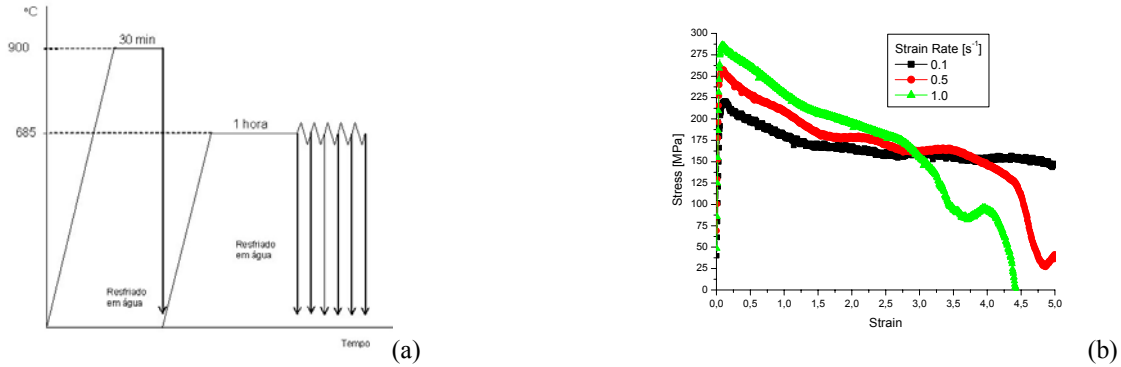 °C
900
30 min
685
1 hora
Resfriado
em água
Resfriado
em água
Tempo
(a)
Stress [MPa]
300
275
250
225
200
175
150
125
100
75
50
25
0
Strain Rate [s⁻¹]
0.1
0.5
1.0
0,0 0,5 1,0 1,5 2,0 2,5 3,0 3,5 4,0 4,5 5,0
Strain
(b)